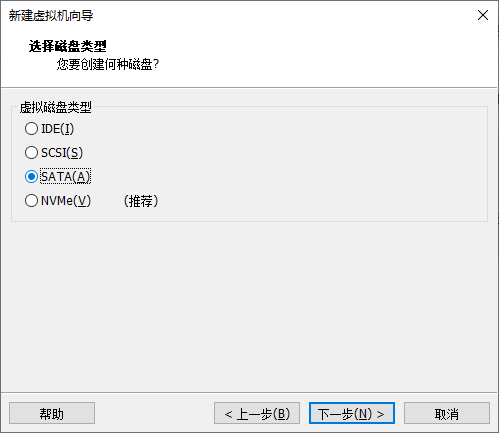 新建虚拟机向导
选择磁盘类型
您要创建何种磁盘?
虚拟磁盘类型
IDE(I)
SCSI(S)
SATA(A)
NVMe(V) (推荐)
帮助 < 上一步(B) 下一步(N) > 取消